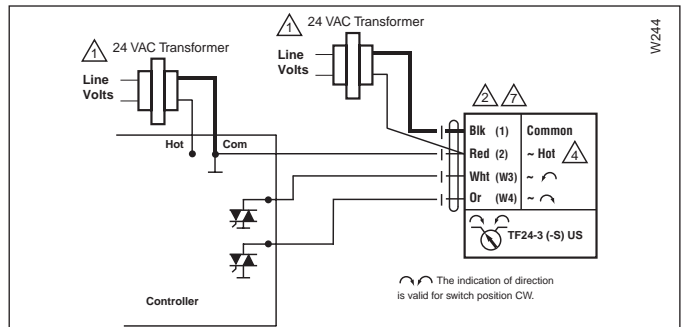 W244
1 24 VAC Transformer
Line
Volts
1 24 VAC Transformer
Line
Volts
Hot Com
2 7
Blk (1) Common
Red (2) ~ Hot 4
Wht (W3) ~
Or (W4) ~
TF24-3 (-S) US
The indication of direction
is valid for switch position CW.
Controller